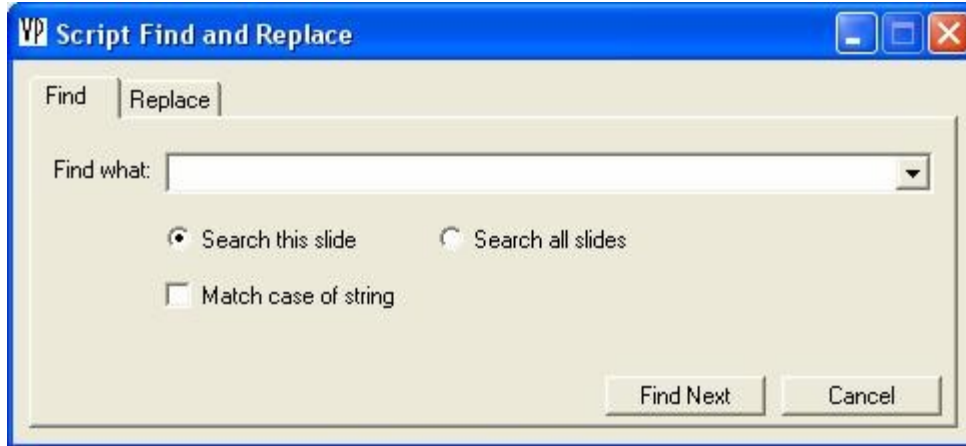 VP Script Find and Replace
Find Replace
Find what:
Search this slide Search all slides
Match case of string
Find Next Cancel